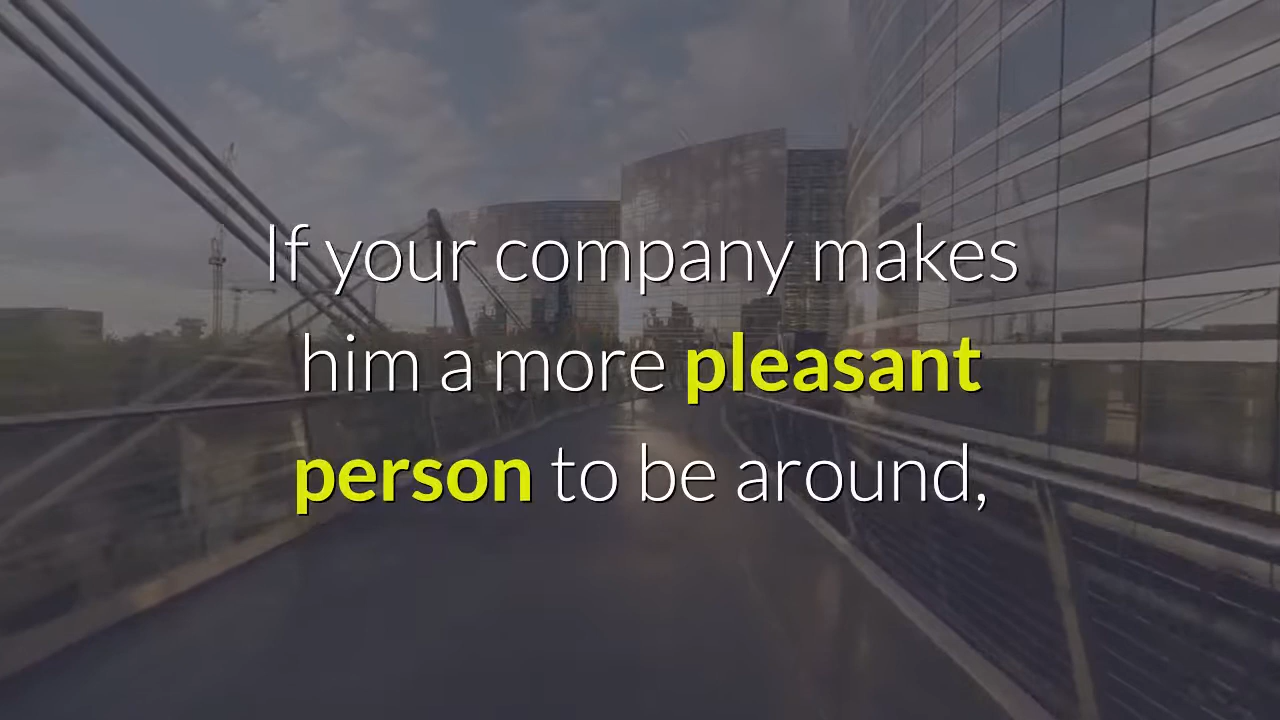 If your company makes
him a more pleasant
person to be around,